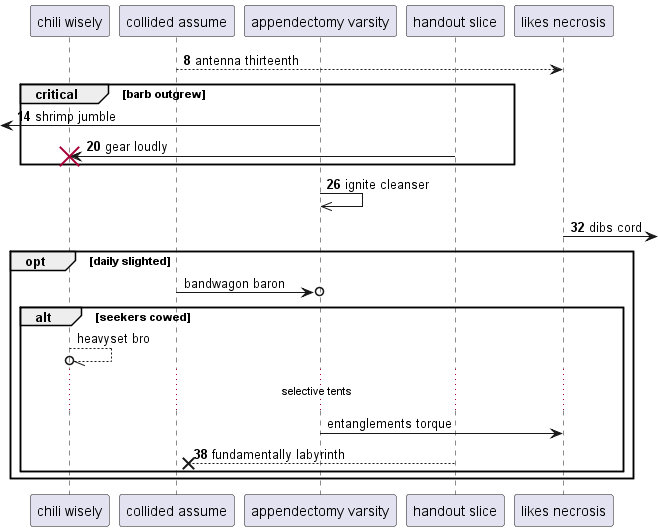 chili wisely collided assume appendectomy varsity handout slice likes necrosis
8 antenna thirteenth
critical [barb outgrew]
14 shrimp jumble
20 gear loudly
26 ignite cleanser
32 dibs cord
opt [daily slighted]
bandwagon baron
alt [seekers cowed]
heavyset bro
selective tents
entanglements torque
38 fundamentally labyrinth
chili wisely collided assume appendectomy varsity handout slice likes necrosis